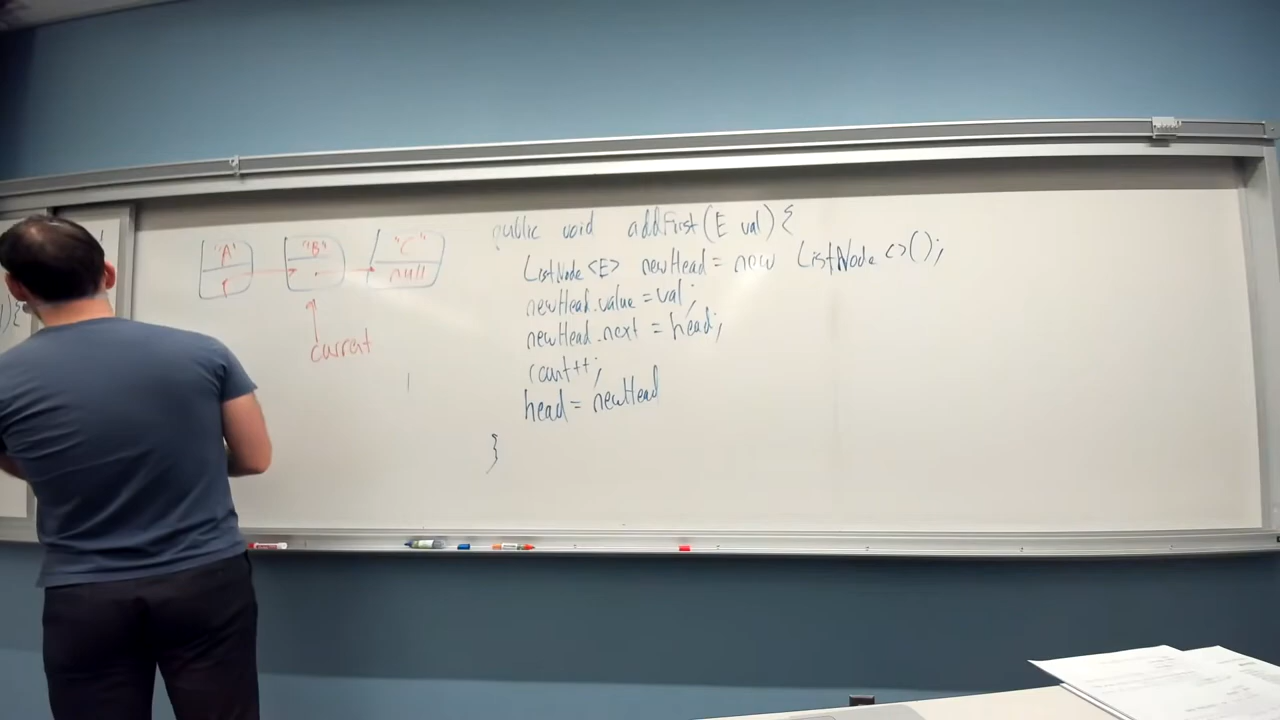 "A" "B" "C"
null
current
public void addFirst(E val){
ListNode<E> newHead = new ListNode<>();
newHead.value = val;
newHead.next = head;
count++;
head = newHead
}